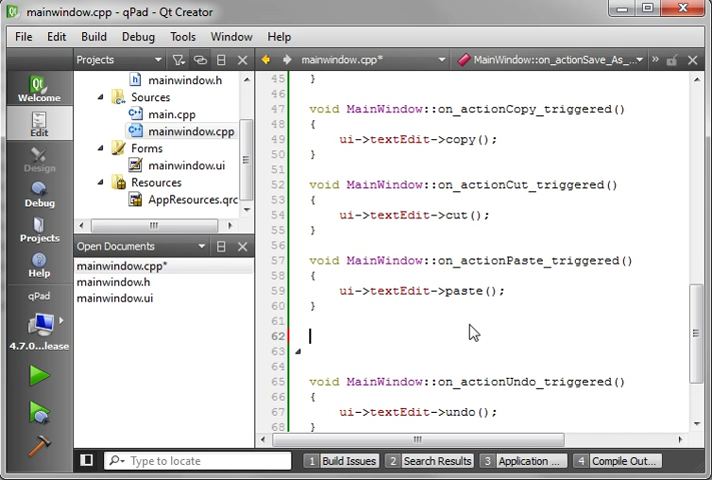 mainwindow.cpp - qPad - Qt Creator
File Edit Build Debug Tools Window Help
Projects
mainwindow.cpp*
MainWindow::on_actionSave_As_...
Welcome
Edit
Design
Debug
Projects
Help
qPad
4.7.0...lease
mainwindow.h
Sources
main.cpp
mainwindow.cpp
Forms
mainwindow.ui
Resources
AppResources.qrc
Open Documents
mainwindow.cpp*
mainwindow.h
mainwindow.ui
45 }
46
47 void MainWindow::on_actionCopy_triggered()
48 {
49 ui->textEdit->copy();
50 }
51
52 void MainWindow::on_actionCut_triggered()
53 {
54 ui->textEdit->cut();
55 }
56
57 void MainWindow::on_actionPaste_triggered()
58 {
59 ui->textEdit->paste();
60 }
61
62
63
64
65 void MainWindow::on_actionUndo_triggered()
66 {
67 ui->textEdit->undo();
68 }
Type to locate
1 Build Issues 2 Search Results 3 Application ... 4 Compile Out...